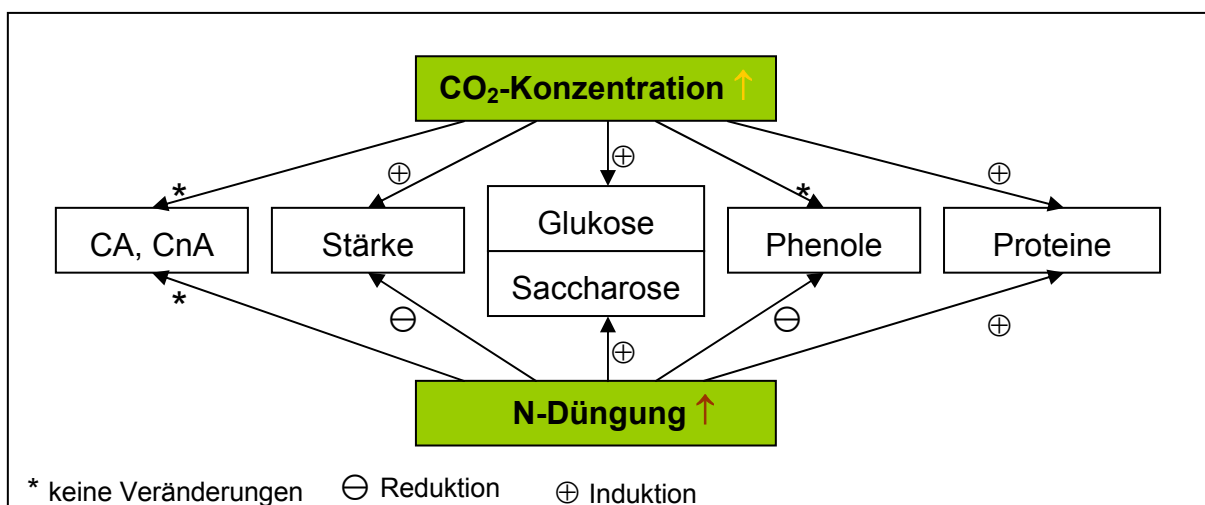 CO₂-Konzentration ↑
* ⊕ ⊕ * ⊕
CA, CnA
Stärke
Glukose
Saccharose
Phenole
Proteine
* ⊖ ⊕ ⊖ ⊕
N-Düngung ↑
* keine Veränderungen ⊖ Reduktion ⊕ Induktion